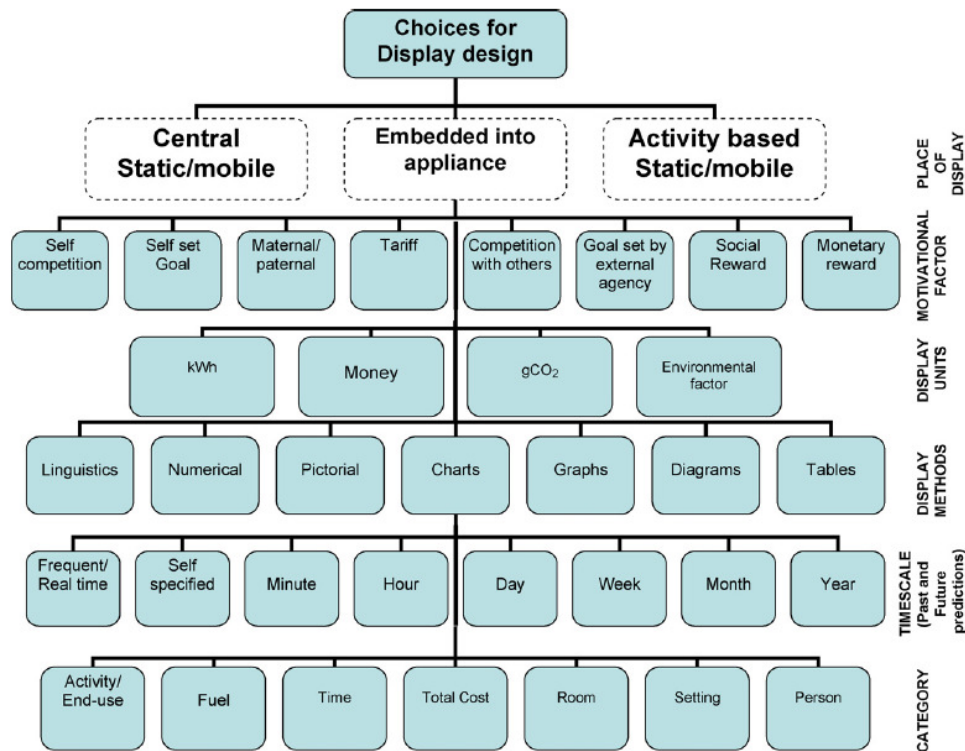 Choices for
Display design
Central
Static/mobile
Embedded into
appliance
Activity based
Static/mobile
PLACE
OF
DISPLAY
Self
competition
Self set
Goal
Maternal/
paternal
Tariff
Competition
with others
Goal set by
external
agency
Social
Reward
Monetary
reward
MOTIVATIONAL
FACTOR
kWh
Money
gCO₂
Environmental
factor
DISPLAY
UNITS
Linguistics
Numerical
Pictorial
Charts
Graphs
Diagrams
Tables
DISPLAY
METHODS
Frequent/
Real time
Self
specified
Minute
Hour
Day
Week
Month
Year
TIMESCALE
(Past and
Future
predictions)
Activity/
End-use
Fuel
Time
Total Cost
Room
Setting
Person
CATEGORY